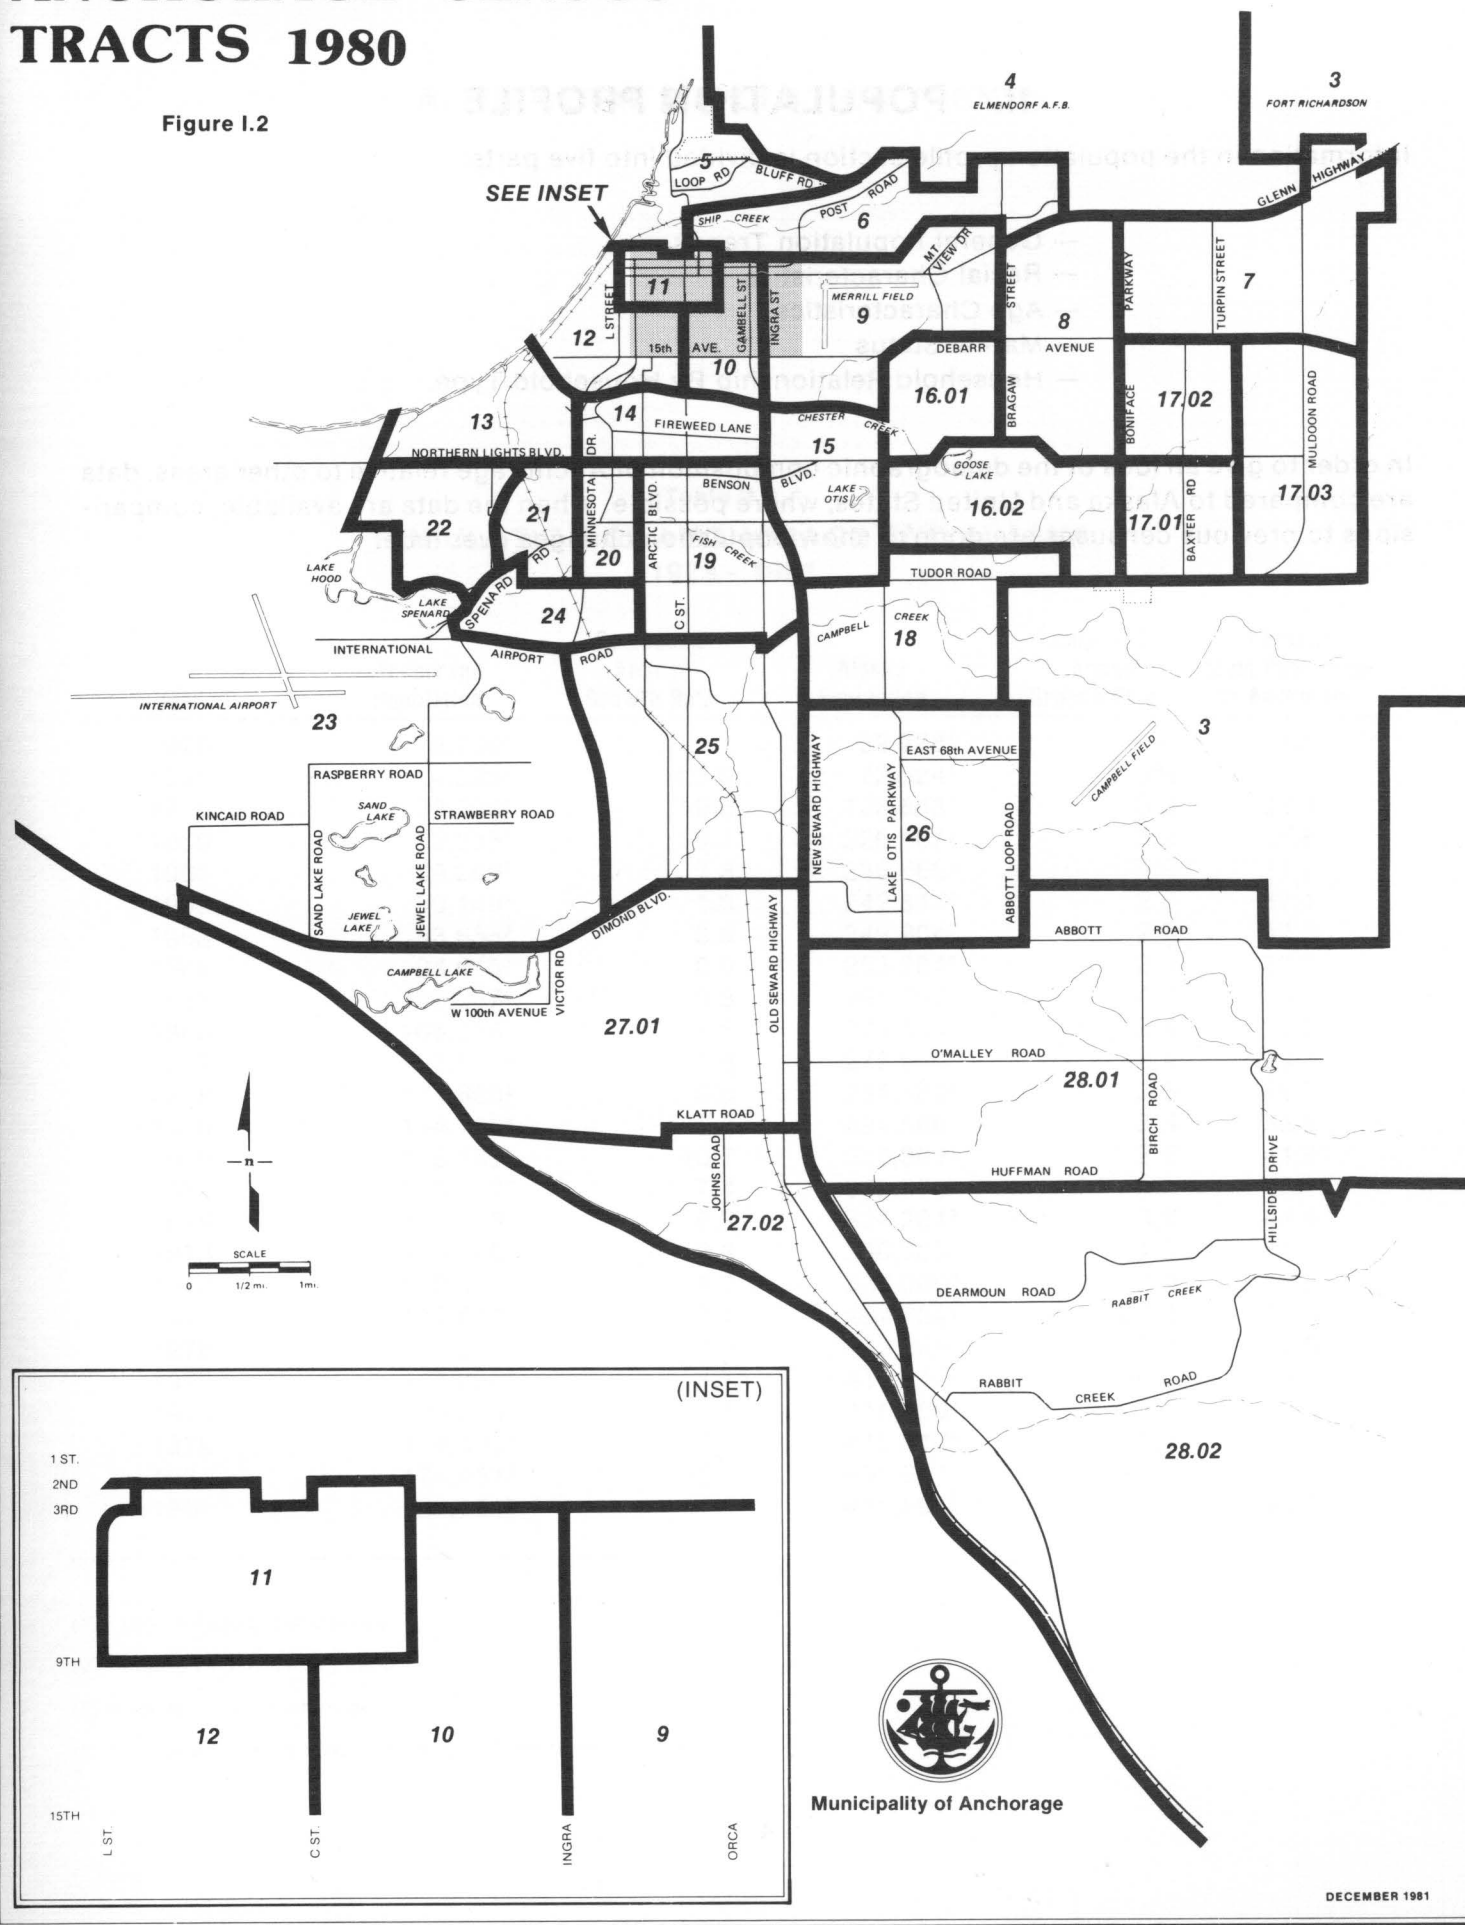 TRACTS 1980
Figure I.2
4
ELMENDORF A.F.B.
3
FORT RICHARDSON
5
LOOP RD
BLUFF RD
SEE INSET
SHIP CREEK
POST ROAD
6
GLENN HIGHWAY
MT. VIEW DR
11
L STREET
12
GAMBELL ST
INGRA ST
MERRILL FIELD
9
STREET
8
PARKWAY
TURPIN STREET
7
15th AVE.
10
DEBARR AVENUE
16.01
BRAGAW
BONIFACE
17.02
MULDOON ROAD
13
14
FIREWEED LANE
CHESTER CREEK
15
NORTHERN LIGHTS BLVD.
BENSON BLVD.
GOOSE LAKE
LAKE OTIS
16.02
17.01
BAXTER RD
17.03
22
21
MINNESOTA DR.
20
ARCTIC BLVD.
FISH CREEK
19
LAKE HOOD
LAKE SPENARD
SPENARD RD
24
C ST.
TUDOR ROAD
CAMPBELL CREEK
18
INTERNATIONAL AIRPORT ROAD
INTERNATIONAL AIRPORT
23
25
3
CAMPBELL FIELD
NEW SEWARD HIGHWAY
EAST 68th AVENUE
LAKE OTIS PARKWAY
26
ABBOTT LOOP ROAD
RASPBERRY ROAD
KINCAID ROAD
SAND LAKE
STRAWBERRY ROAD
SAND LAKE ROAD
JEWEL LAKE ROAD
JEWEL LAKE
DIMOND BLVD.
OLD SEWARD HIGHWAY
ABBOTT ROAD
CAMPBELL LAKE
W 100th AVENUE
VICTOR RD
27.01
O'MALLEY ROAD
28.01
BIRCH ROAD
KLATT ROAD
JOHNS ROAD
HUFFMAN ROAD
HILLSIDE DRIVE
n
27.02
SCALE
0 1/2 mi. 1mi.
DEARMOUN ROAD
RABBIT CREEK
RABBIT CREEK ROAD
28.02
(INSET)
1 ST.
2ND
3RD
11
9TH
12
10
9
15TH
L ST.
C ST.
INGRA
ORCA
Municipality of Anchorage
DECEMBER 1981